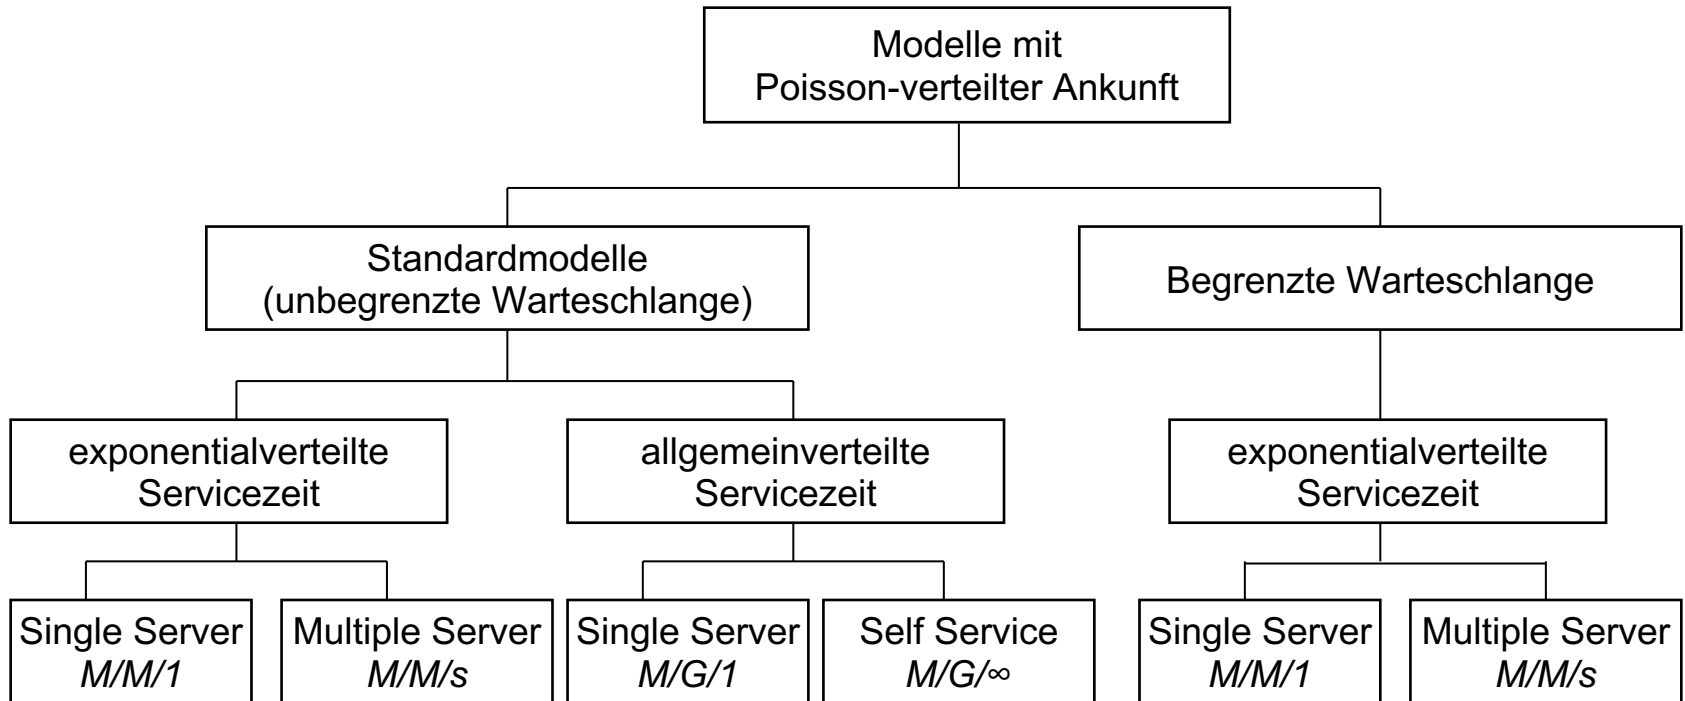 Modelle mit
Poisson-verteilter Ankunft
Standardmodelle
(unbegrenzte Warteschlange)
Begrenzte Warteschlange
exponentialverteilte
Servicezeit
allgemeinverteilte
Servicezeit
exponentialverteilte
Servicezeit
Single Server
M/M/1
Multiple Server
M/M/s
Single Server
M/G/1
Self Service
M/G/∞
Single Server
M/M/1
Multiple Server
M/M/s